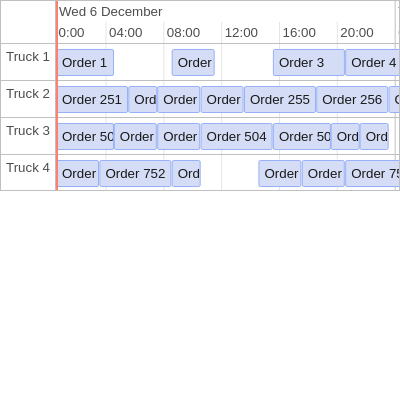 Wed 6 December
0:00 04:00 08:00 12:00 16:00 20:00
Truck 1 Order 1 Order Order 3 Order 4
Truck 2 Order 251 Ord Order Order Order 255 Order 256
Truck 3 Order 50 Order Order Order 504 Order 50 Ord Ord
Truck 4 Order Order 752 Ord Order Order Order 75